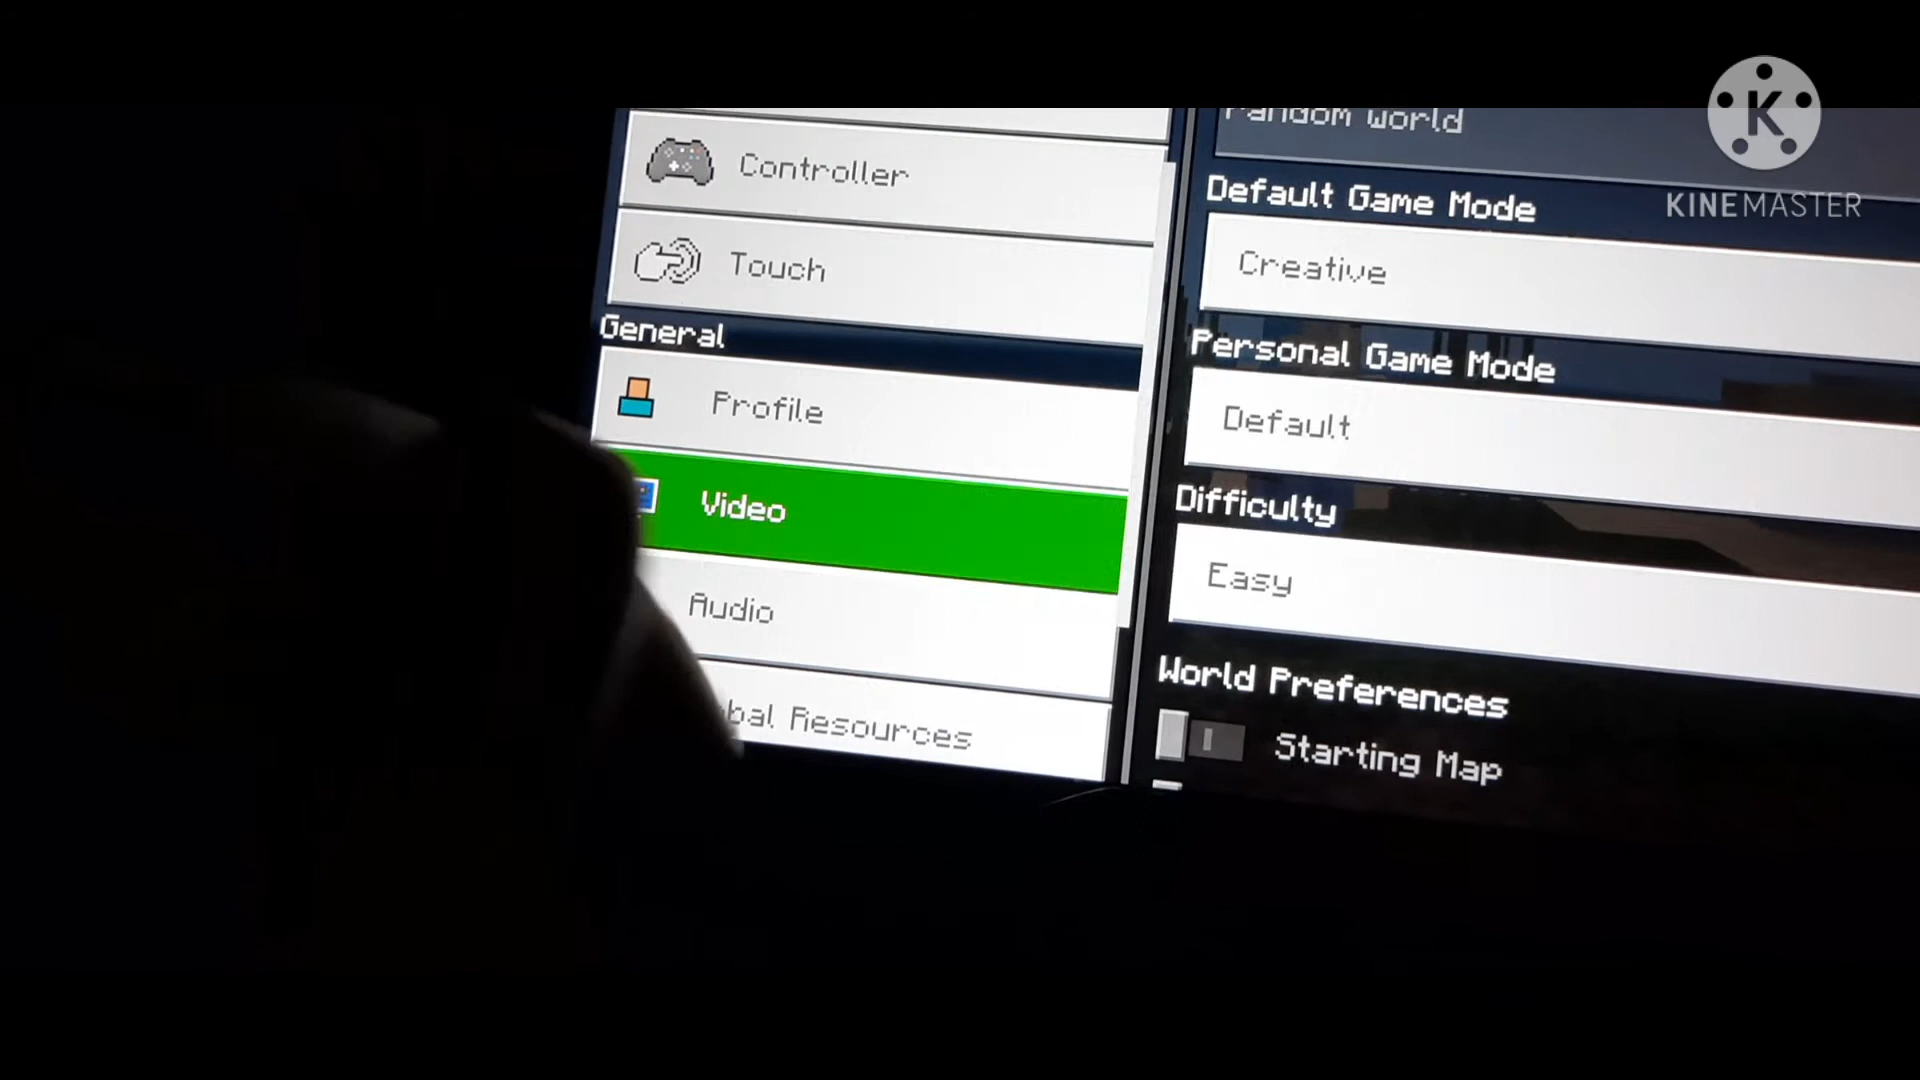 Controller
Touch
General
Profile
Video
Audio
bal Resources
Random world
Default Game Mode
Creative
Personal Game Mode
Default
Difficulty
Easy
World Preferences
Starting Map
K
KINEMASTER